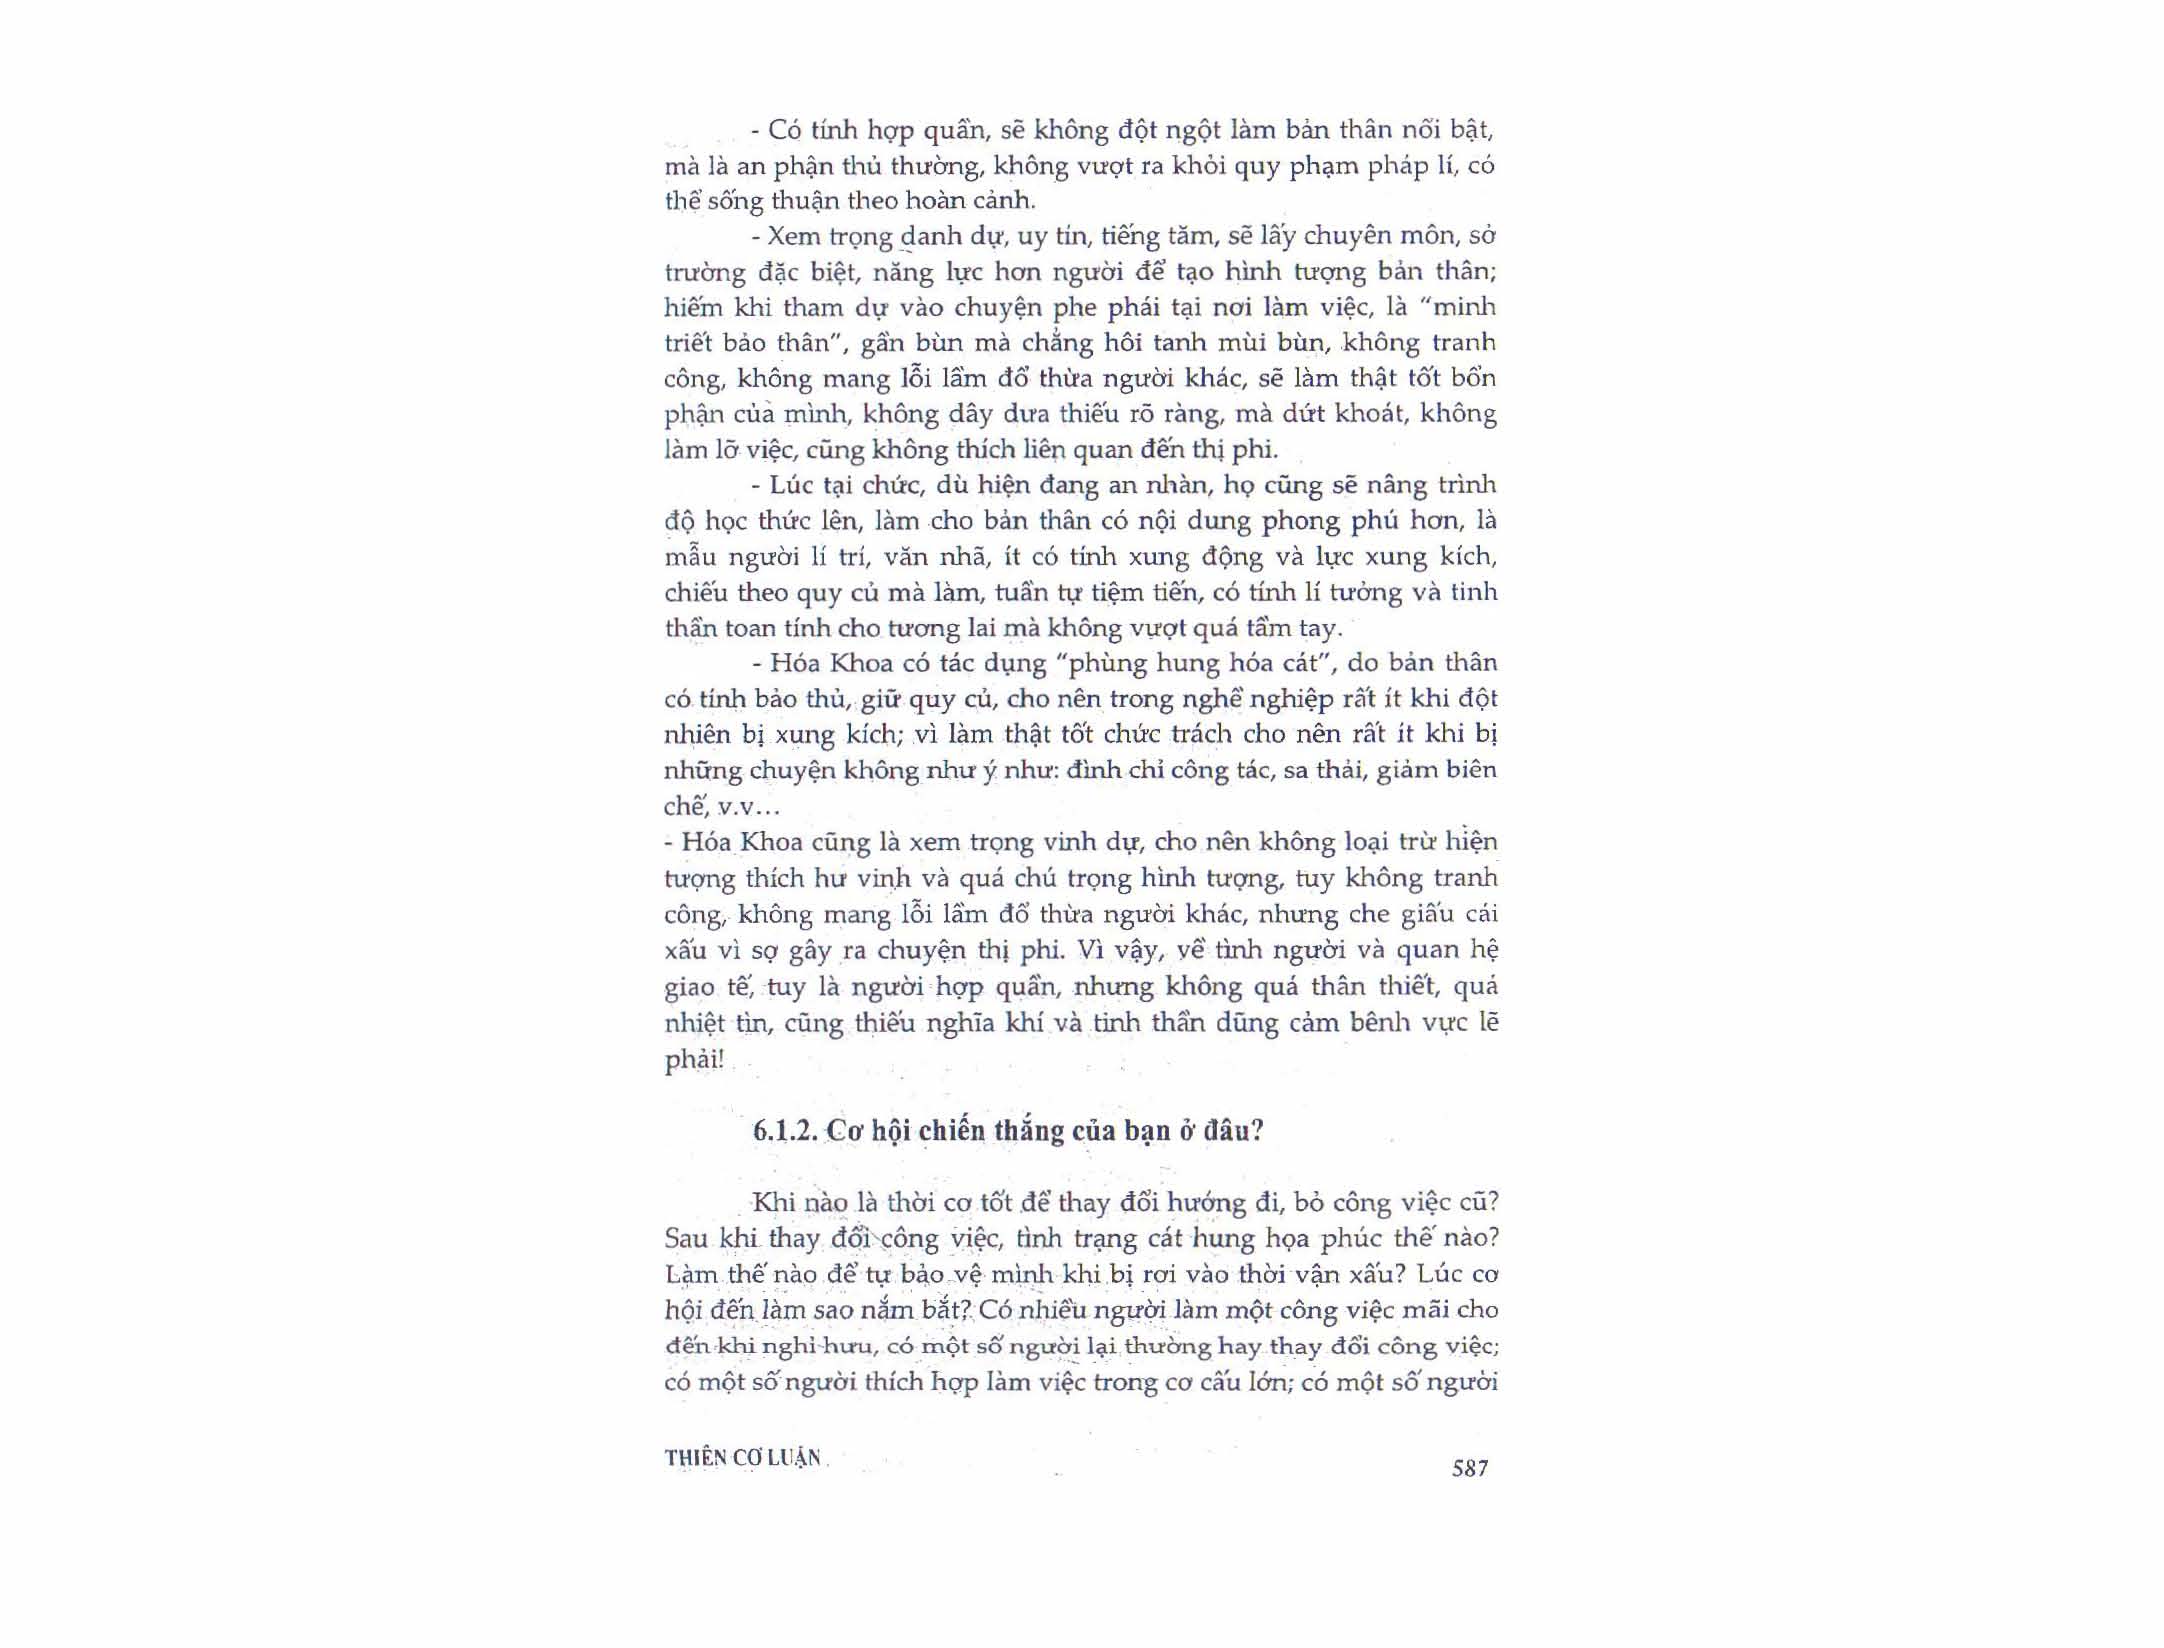 - Có tính hợp quần, sẽ không đột ngột làm bản thân nổi bật,
mà là an phận thủ thường, không vượt ra khỏi quy phạm pháp lí, có
thể sống thuận theo hoàn cảnh.
- Xem trọng danh dự, uy tín, tiếng tăm, sẽ lấy chuyên môn, sở
trường đặc biệt, năng lực hơn người để tạo hình tượng bản thân;
hiếm khi tham dự vào chuyện phe phái tại nơi làm việc, là "minh
triết bảo thân", gần bùn mà chẳng hôi tanh mùi bùn, không tranh
công, không mang lỗi lầm đổ thừa người khác, sẽ làm thật tốt bổn
phận của mình, không dây dưa thiếu rõ ràng, mà dứt khoát, không
làm lỡ việc, cũng không thích liên quan đến thị phi.
- Lúc tại chức, dù hiện đang an nhàn, họ cũng sẽ nâng trình
độ học thức lên, làm cho bản thân có nội dung phong phú hơn, là
mẫu người lí trí, văn nhã, ít có tính xung động và lực xung kích,
chiếu theo quy củ mà làm, tuần tự tiệm tiến, có tính lí tưởng và tinh
thần toan tính cho tương lai mà không vượt quá tầm tay.
- Hóa Khoa có tác dụng "phùng hung hóa cát", do bản thân
có tính bảo thủ, giữ quy củ, cho nên trong nghề nghiệp rất ít khi đột
nhiên bị xung kích; vì làm thật tốt chức trách cho nên rất ít khi bị
những chuyện không như ý như: đình chỉ công tác, sa thải, giảm biên
chế, v.v...
- Hóa Khoa cũng là xem trọng vinh dự, cho nên không loại trừ hiện
tượng thích hư vinh và quá chú trọng hình tượng, tuy không tranh
công, không mang lỗi lầm đổ thừa người khác, nhưng che giấu cái
xấu vì sợ gây ra chuyện thị phi. Vì vậy, về tình người và quan hệ
giao tế, tuy là người hợp quần, nhưng không quá thân thiết, quá
nhiệt tìn, cũng thiếu nghĩa khí và tinh thần dũng cảm bênh vực lẽ
phải!
6.1.2. Cơ hội chiến thắng của bạn ở đâu?
Khi nào là thời cơ tốt để thay đổi hướng đi, bỏ công việc cũ?
Sau khi thay đổi công việc, tình trạng cát hung họa phúc thế nào?
Làm thế nào để tự bảo vệ mình khi bị rơi vào thời vận xấu? Lúc cơ
hội đến làm sao nắm bắt? Có nhiều người làm một công việc mãi cho
đến khi nghỉ hưu, có một số người lại thường hay thay đổi công việc;
có một số người thích hợp làm việc trong cơ cấu lớn; có một số người
THIÊN CƠ LUẬN
587